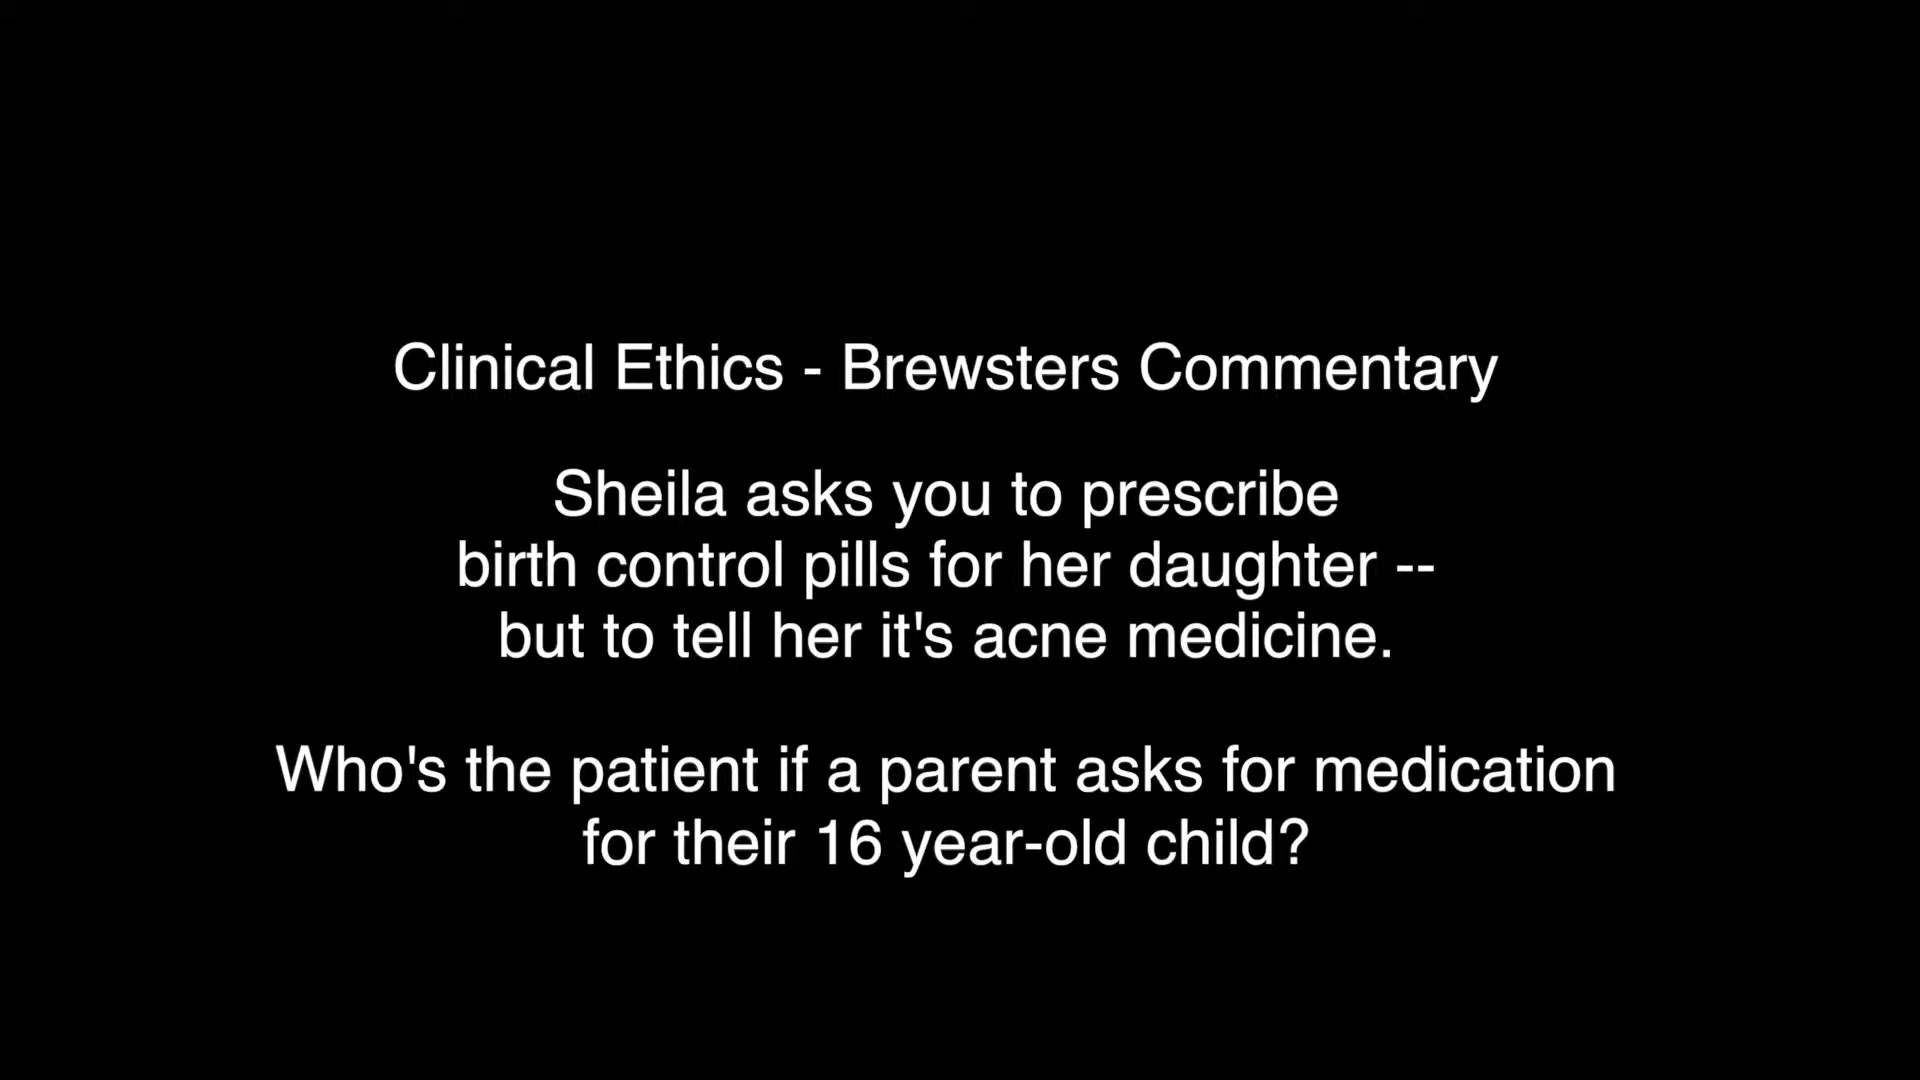 Clinical Ethics - Brewsters Commentary
Sheila asks you to prescribe
birth control pills for her daughter --
but to tell her it's acne medicine.
Who's the patient if a parent asks for medication
for their 16 year-old child?